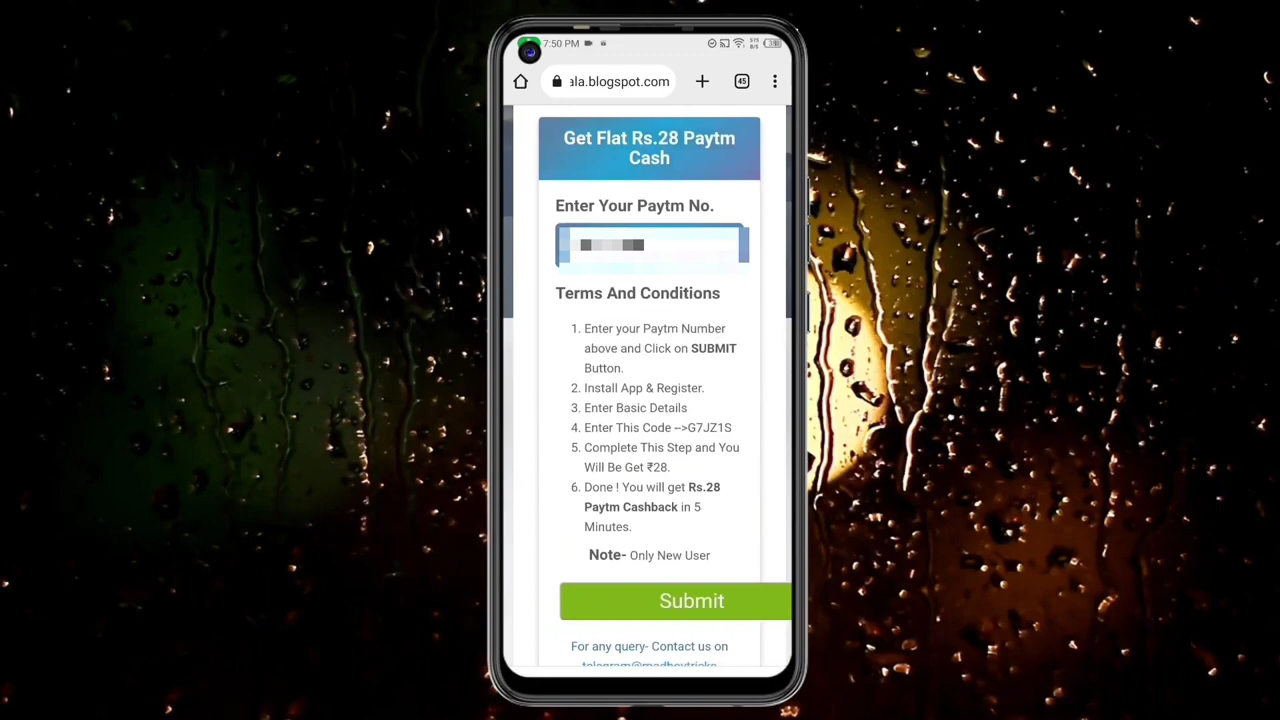 7:50 PM
ala.blogspot.com
45
Get Flat Rs.28 Paytm
Cash
Enter Your Paytm No.
Terms And Conditions
1. Enter your Paytm Number
above and Click on SUBMIT
Button.
2. Install App & Register.
3. Enter Basic Details
4. Enter This Code -->G7JZ1S
5. Complete This Step and You
Will Be Get ₹28.
6. Done ! You will get Rs.28
Paytm Cashback in 5
Minutes.
Note- Only New User
Submit
For any query- Contact us on
telegram@madboytricks